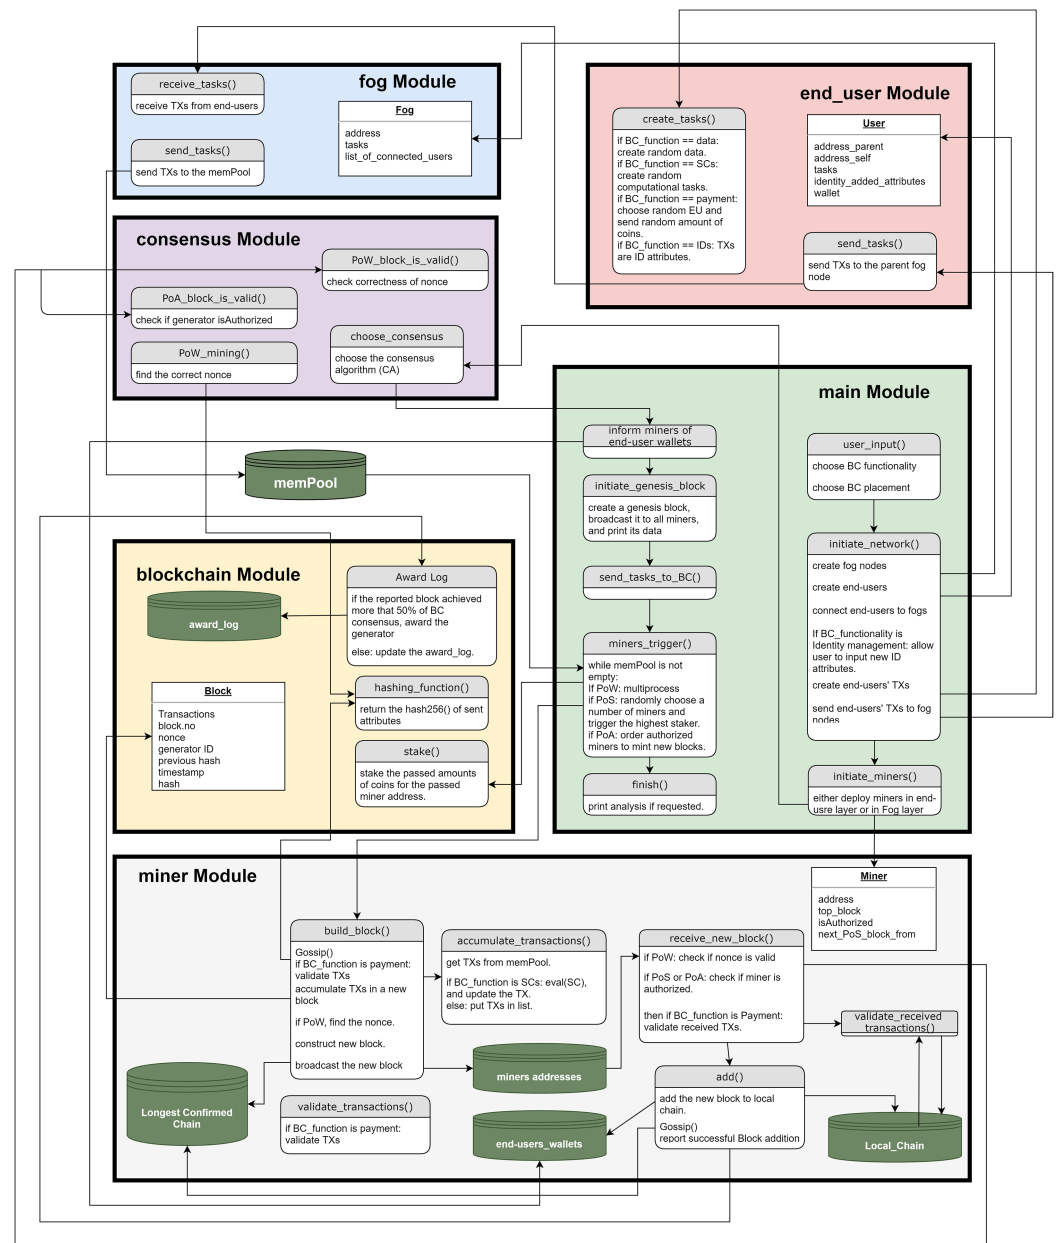 fog Module
receive_tasks()
receive TXs from end-users
send_tasks()
send TXs to the memPool
Fog
address
tasks
list_of_connected_users
end_user Module
create_tasks()
if BC_function == data:
create random data.
if BC_function == SCs:
create random
computational tasks.
if BC_function == payment:
choose random EU and
send random amount of
coins.
if BC_function == IDs: TXs
are ID attributes.
User
address_parent
address_self
tasks
identity_added_attributes
wallet
send_tasks()
send TXs to the parent fog
node
consensus Module
PoW_block_is_valid()
check correctness of nonce
PoA_block_is_valid()
check if generator isAuthorized
PoW_mining()
find the correct nonce
choose_consensus
choose the consensus
algorithm (CA)
memPool
main Module
inform miners of
end-user wallets
initiate_genesis_block
create a genesis block,
broadcast it to all miners,
and print its data
send_tasks_to_BC()
miners_trigger()
while memPool is not
empty:
If PoW: multiprocess
if PoS: randomly choose a
number of miners and
trigger the highest staker.
if PoA: order authorized
miners to mint new blocks.
finish()
print analysis if requested.
user_input()
choose BC functionality
choose BC placement
initiate_network()
create fog nodes
create end-users
connect end-users to fogs
If BC_functionality is
Identity management: allow
user to input new ID
attributes.
create end-users' TXs
send end-users' TXs to fog
nodes
initiate_miners()
either deploy miners in end-
usre layer or in Fog layer
blockchain Module
award_log
Award Log
if the reported block achieved
more that 50% of BC
consensus, award the
generator
else: update the award_log.
Block
Transactions
block.no
nonce
generator ID
previous hash
timestamp
hash
hashing_function()
return the hash256() of sent
attributes
stake()
stake the passed amounts
of coins for the passed
miner address.
miner Module
Miner
address
top_block
isAuthorized
next_PoS_block_from
build_block()
Gossip()
if BC_function is payment:
validate TXs
accumulate TXs in a new
block
if PoW, find the nonce.
construct new block.
broadcast the new block
accumulate_transactions()
get TXs from memPool.
if BC_function is SCs: eval(SC),
and update the TX.
else: put TXs in list.
receive_new_block()
if PoW: check if nonce is valid
if PoS or PoA: check if miner is
authorized.
then if BC_function is Payment:
validate received TXs.
validate_received
transactions()
miners addresses
add()
add the new block to local
chain.
Gossip()
report successful Block addition
Longest Confirmed
Chain
validate_transactions()
if BC_function is payment:
validate TXs
end-users_wallets
Local_Chain